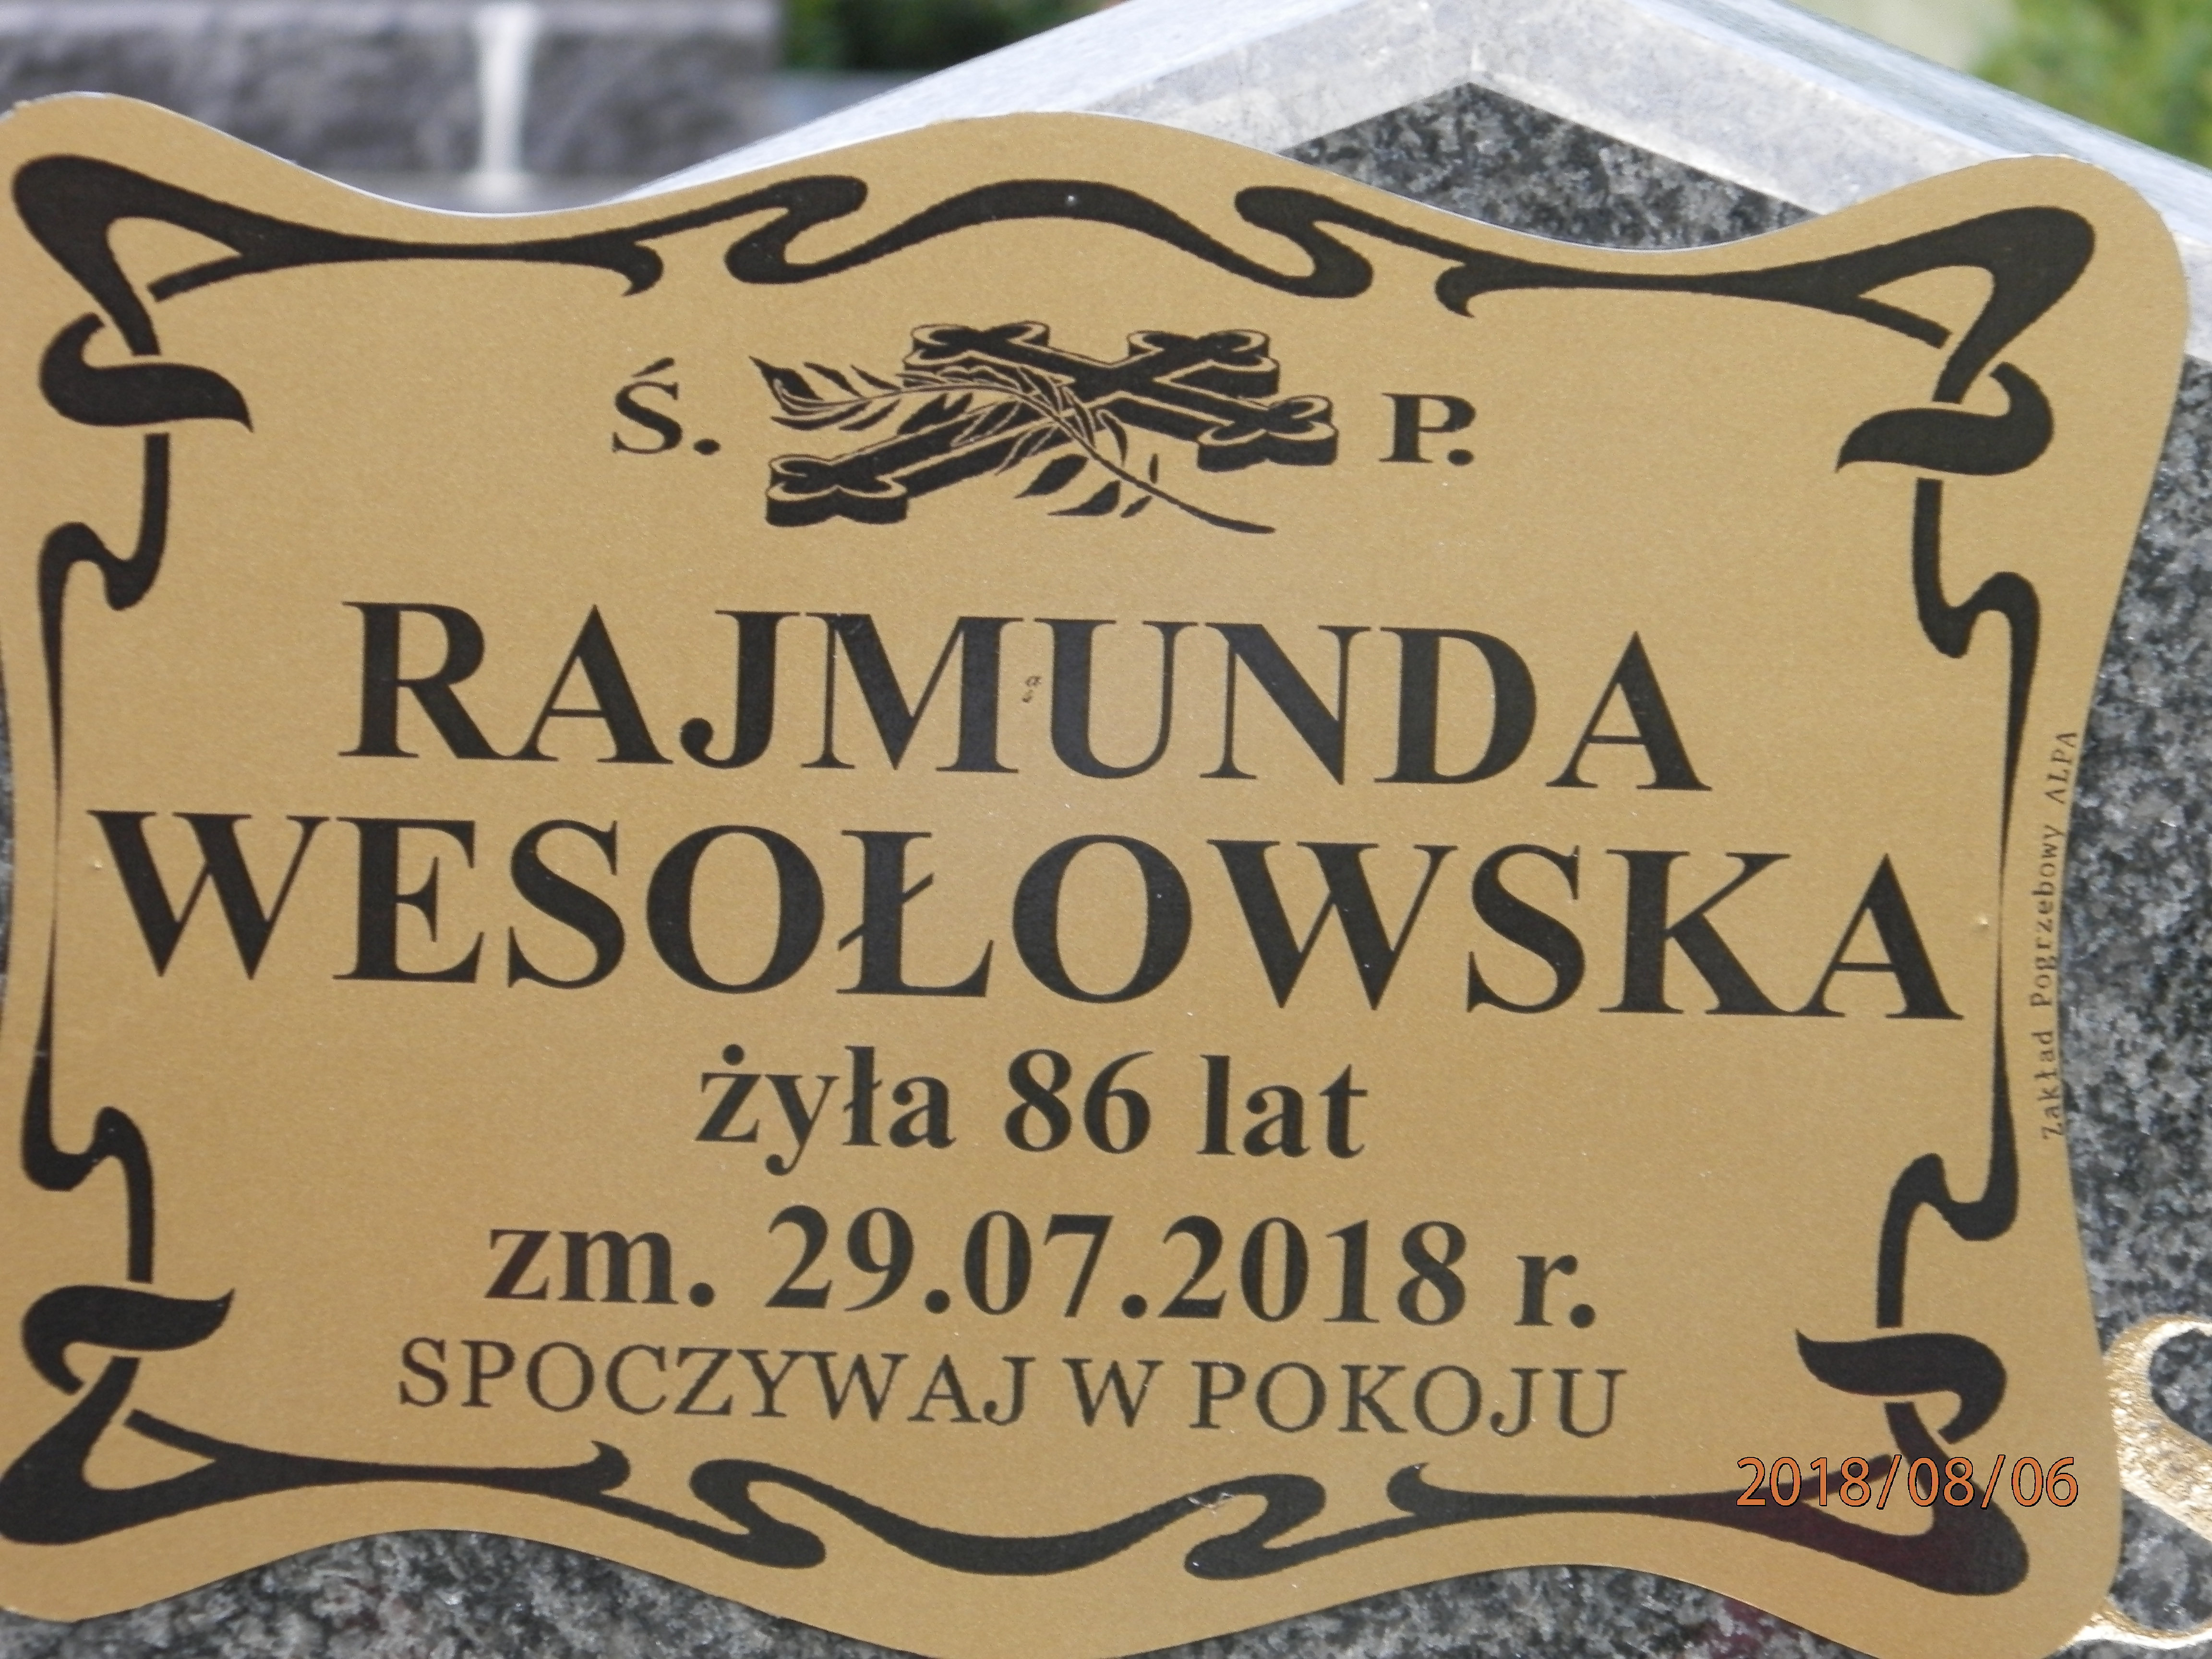 Ś. P.
RAJMUNDA
WESOŁOWSKA
żyła 86 lat
zm. 29.07.2018 r.
SPOCZYWAJ W POKOJU
Zakład Pogrzebowy ALPA
2018/08/06